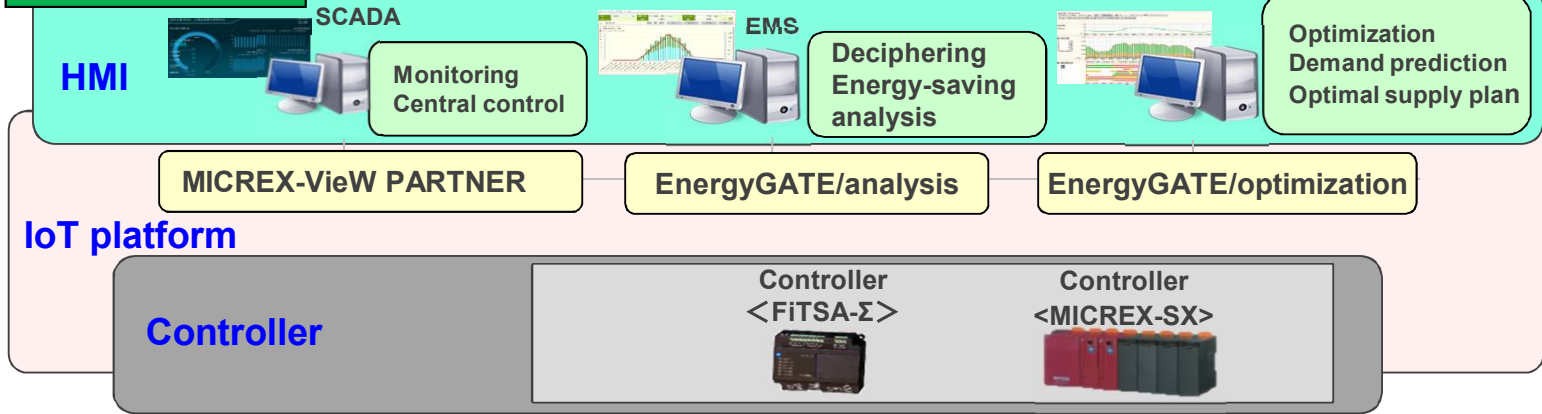 SCADA
HMI
Monitoring
Central control
EMS
Deciphering
Energy-saving
analysis
Optimization
Demand prediction
Optimal supply plan
MICREX-VieW PARTNER
EnergyGATE/analysis
EnergyGATE/optimization
IoT platform
Controller
Controller
<FiTSA-Σ>
Controller
<MICREX-SX>